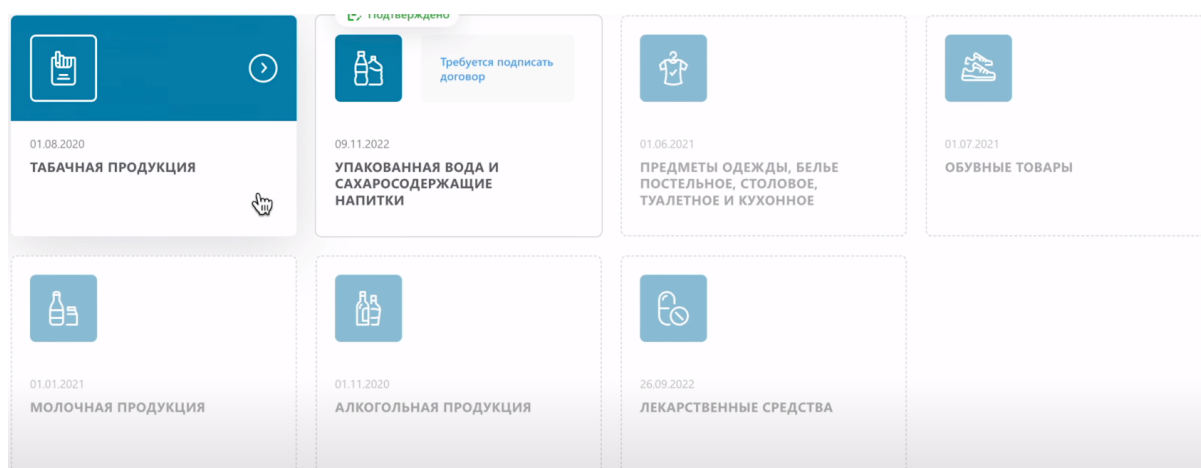 Подтверждено
Требуется подписать
договор
01.08.2020
ТАБАЧНАЯ ПРОДУКЦИЯ
09.11.2022
УПАКОВАННАЯ ВОДА И
САХАРОСОДЕРЖАЩИЕ
НАПИТКИ
01.06.2021
ПРЕДМЕТЫ ОДЕЖДЫ, БЕЛЬЕ
ПОСТЕЛЬНОЕ, СТОЛОВОЕ,
ТУАЛЕТНОЕ И КУХОННОЕ
01.07.2021
ОБУВНЫЕ ТОВАРЫ
01.01.2021
МОЛОЧНАЯ ПРОДУКЦИЯ
01.11.2020
АЛКОГОЛЬНАЯ ПРОДУКЦИЯ
26.09.2022
ЛЕКАРСТВЕННЫЕ СРЕДСТВА